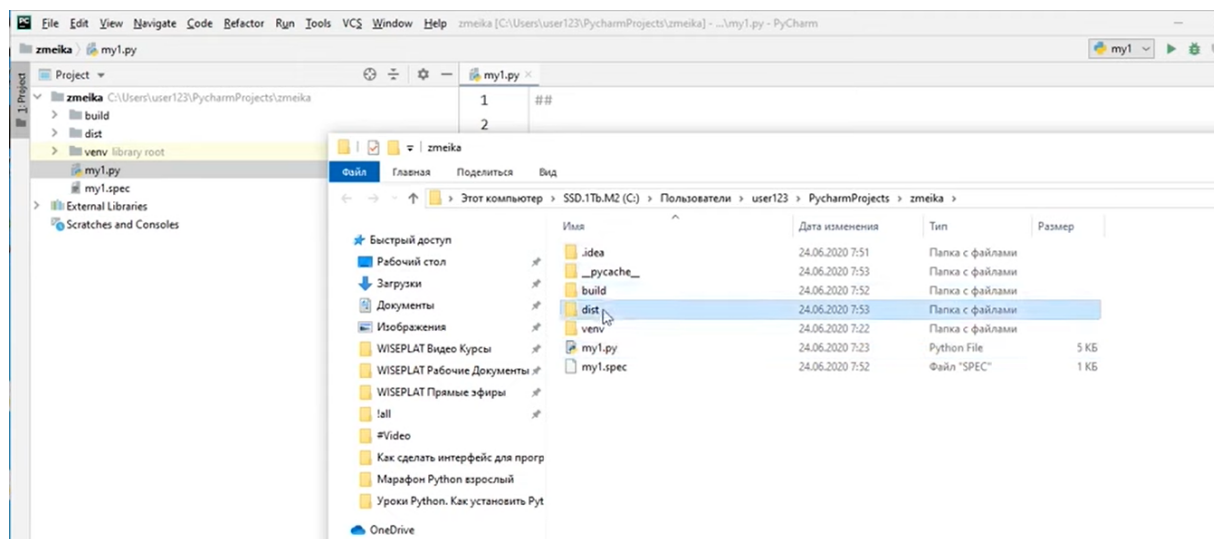 File Edit View Navigate Code Refactor Run Tools VCS Window Help zmeika [C:\Users\user123\PycharmProjects\zmeika] - ...\my1.py - PyCharm
zmeika my1.py my1
1: Project
Project my1.py
zmeika C:\Users\user123\PycharmProjects\zmeika
build
dist
venv library root
my1.py
my1.spec
External Libraries
Scratches and Consoles
1 ##
2
zmeika
Файл Главная Поделиться Вид
Этот компьютер > SSD.1Tb.M2 (C:) > Пользователи > user123 > PycharmProjects > zmeika >
Быстрый доступ
Рабочий стол
Загрузки
Документы
Изображения
WISEPLAT Видео Курсы
WISEPLAT Рабочие Документы
WISEPLAT Прямые эфиры
!all
#Video
Как сделать интерфейс для прогр
Марафон Python взрослый
Уроки Python. Как установить Pyt
OneDrive
Имя Дата изменения Тип Размер
.idea 24.06.2020 7:51 Папка с файлами
__pycache__ 24.06.2020 7:53 Папка с файлами
build 24.06.2020 7:52 Папка с файлами
dist 24.06.2020 7:53 Папка с файлами
venv 24.06.2020 7:22 Папка с файлами
my1.py 24.06.2020 7:23 Python File 5 КБ
my1.spec 24.06.2020 7:52 Файл "SPEC" 1 КБ